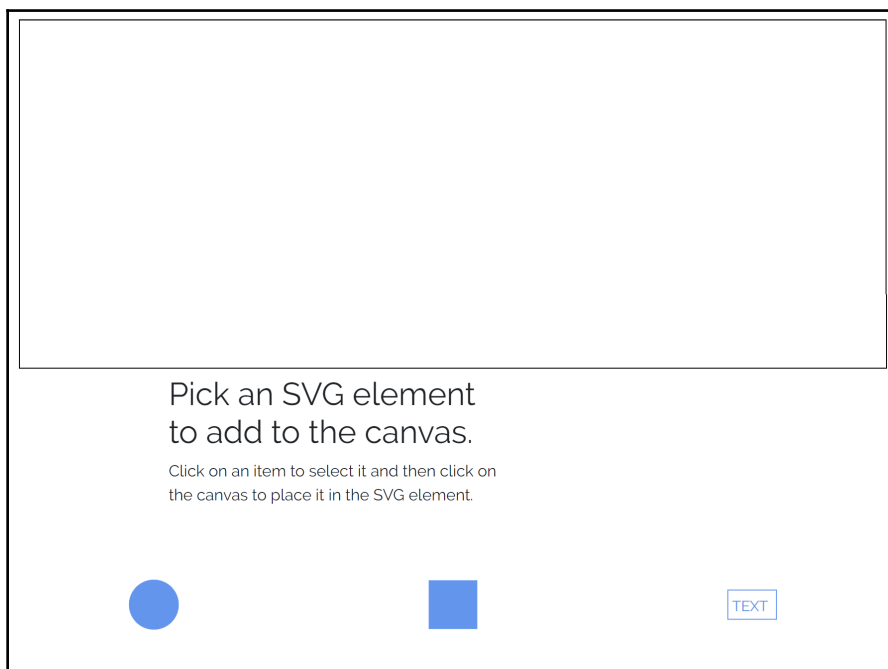 Pick an SVG element
to add to the canvas.
Click on an item to select it and then click on
the canvas to place it in the SVG element.
TEXT